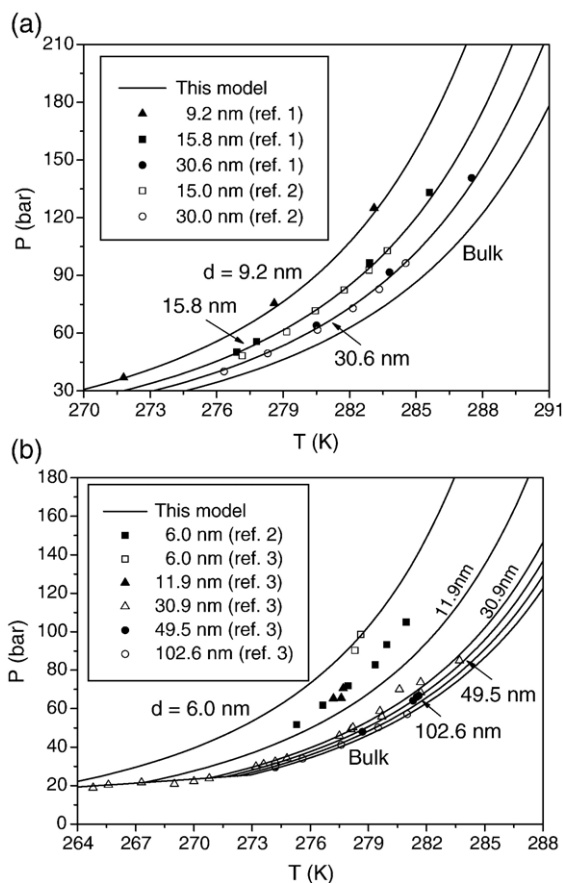 (a)
210
180
150
120
90
60
30
P (bar)
This model
9.2 nm (ref. 1)
15.8 nm (ref. 1)
30.6 nm (ref. 1)
15.0 nm (ref. 2)
30.0 nm (ref. 2)
d = 9.2 nm
Bulk
15.8 nm
30.6 nm
270 273 276 279 282 285 288 291
T (K)
(b)
180
160
140
120
100
80
60
40
20
0
P (bar)
This model
6.0 nm (ref. 2)
6.0 nm (ref. 3)
11.9 nm (ref. 3)
30.9 nm (ref. 3)
49.5 nm (ref. 3)
102.6 nm (ref. 3)
11.9nm
30.9nm
d = 6.0 nm
49.5 nm
102.6 nm
Bulk
264 267 270 273 276 279 282 285 288
T (K)